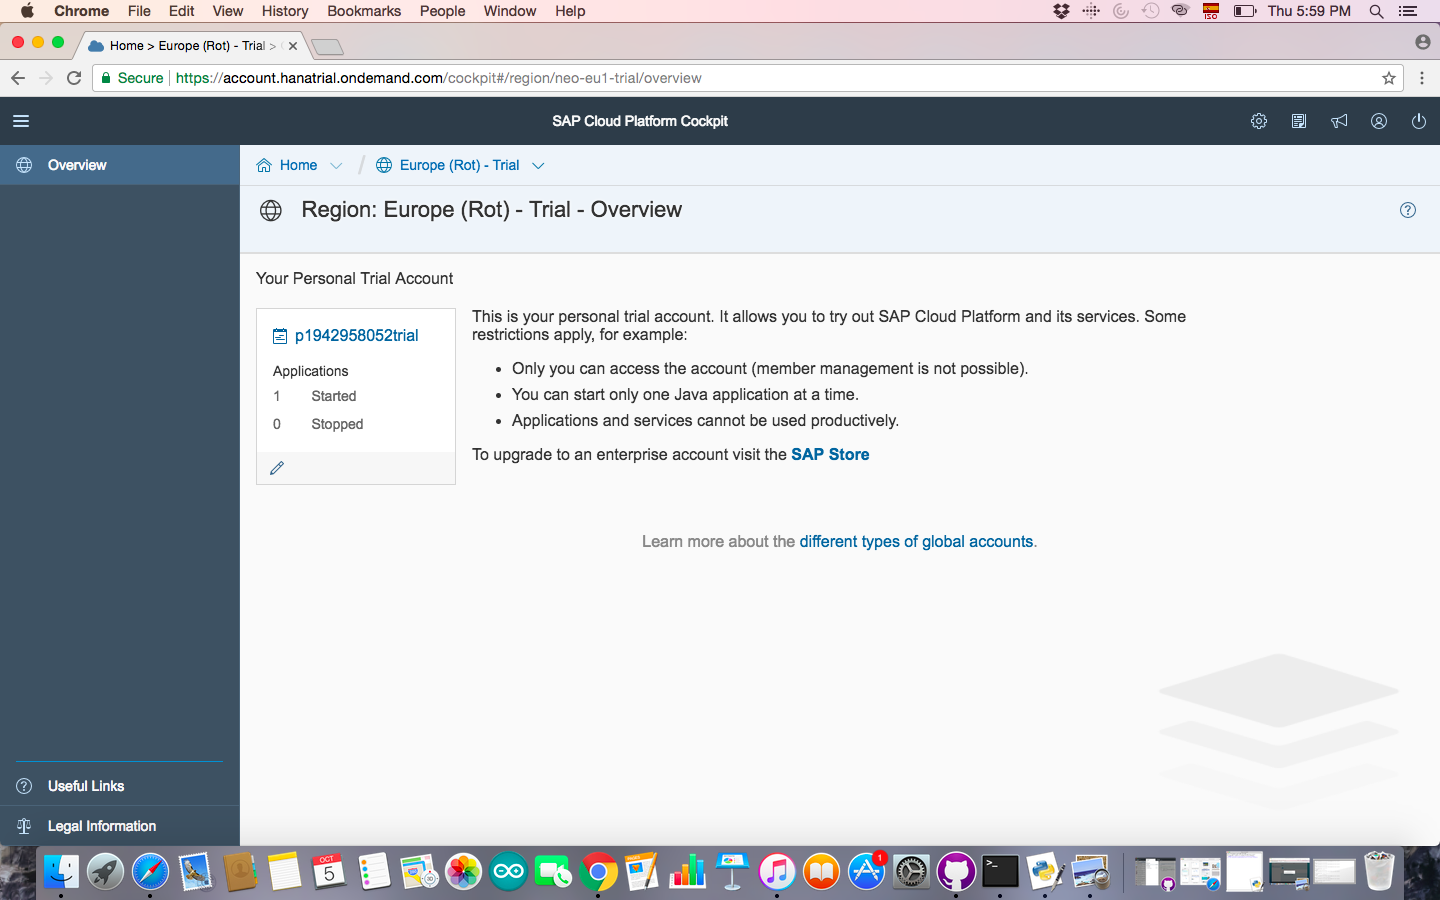 Chrome File Edit View History Bookmarks People Window Help ISO Thu 5:59 PM
Home > Europe (Rot) - Trial >
Secure https://account.hanatrial.ondemand.com/cockpit#/region/neo-eu1-trial/overview
SAP Cloud Platform Cockpit
Overview
Home / Europe (Rot) - Trial
Region: Europe (Rot) - Trial - Overview
Your Personal Trial Account
p1942958052trial
Applications
1 Started
0 Stopped
This is your personal trial account. It allows you to try out SAP Cloud Platform and its services. Some
restrictions apply, for example:
• Only you can access the account (member management is not possible).
• You can start only one Java application at a time.
• Applications and services cannot be used productively.
To upgrade to an enterprise account visit the SAP Store
Learn more about the different types of global accounts.
Useful Links
Legal Information
OCT
5
1